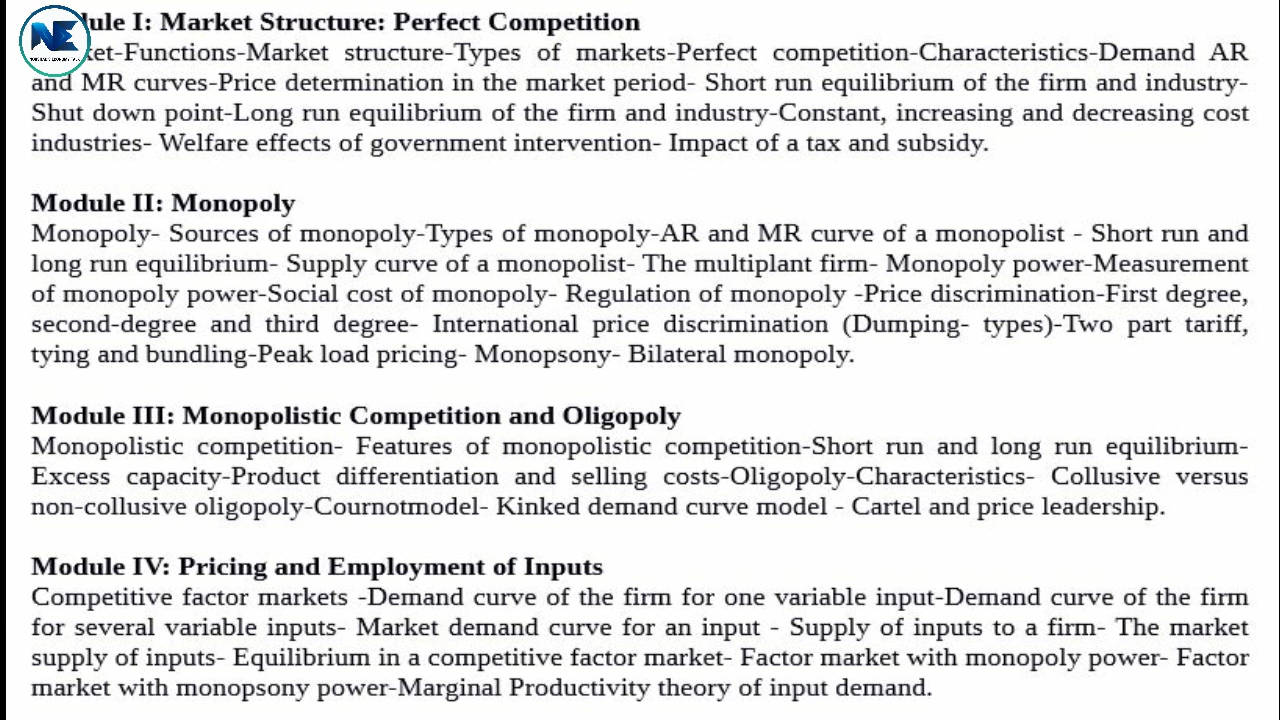 ule I: Market Structure: Perfect Competition
ket-Functions-Market structure-Types of markets-Perfect competition-Characteristics-Demand AR
and MR curves-Price determination in the market period- Short run equilibrium of the firm and industry-
Shut down point-Long run equilibrium of the firm and industry-Constant, increasing and decreasing cost
industries- Welfare effects of government intervention- Impact of a tax and subsidy.
Module II: Monopoly
Monopoly- Sources of monopoly-Types of monopoly-AR and MR curve of a monopolist - Short run and
long run equilibrium- Supply curve of a monopolist- The multiplant firm- Monopoly power-Measurement
of monopoly power-Social cost of monopoly- Regulation of monopoly -Price discrimination-First degree,
second-degree and third degree- International price discrimination (Dumping- types)-Two part tariff,
tying and bundling-Peak load pricing- Monopsony- Bilateral monopoly.
Module III: Monopolistic Competition and Oligopoly
Monopolistic competition- Features of monopolistic competition-Short run and long run equilibrium-
Excess capacity-Product differentiation and selling costs-Oligopoly-Characteristics- Collusive versus
non-collusive oligopoly-Cournotmodel- Kinked demand curve model - Cartel and price leadership.
Module IV: Pricing and Employment of Inputs
Competitive factor markets -Demand curve of the firm for one variable input-Demand curve of the firm
for several variable inputs- Market demand curve for an input - Supply of inputs to a firm- The market
supply of inputs- Equilibrium in a competitive factor market- Factor market with monopoly power- Factor
market with monopsony power-Marginal Productivity theory of input demand.
NE